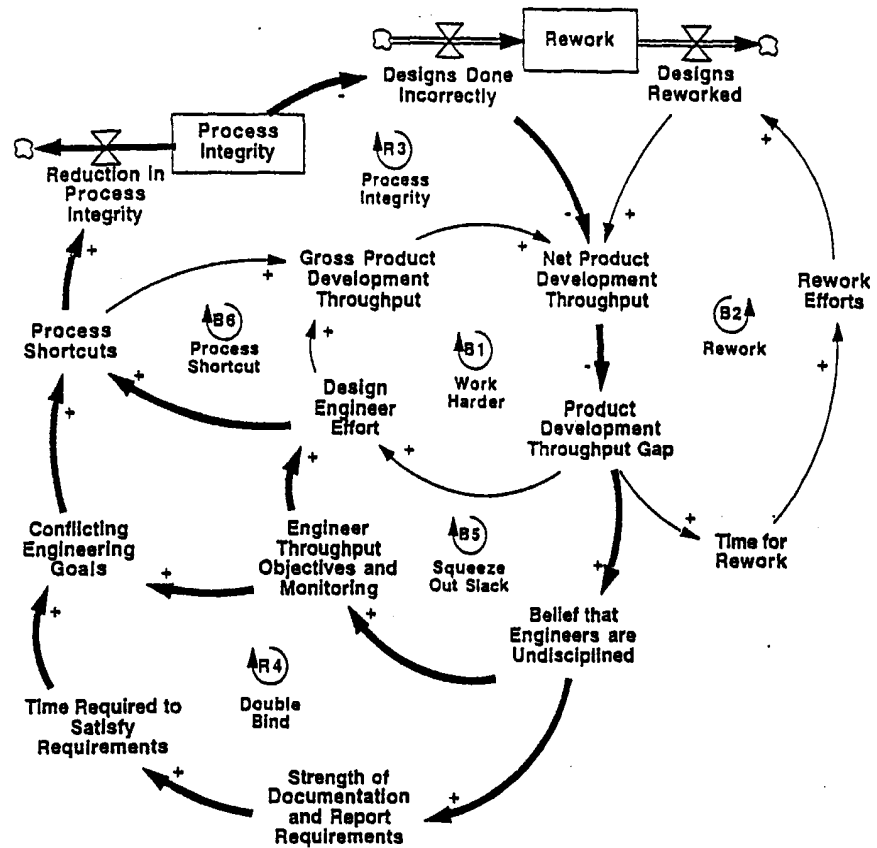 Rework
Designs Done
Incorrectly
Designs
Reworked
-
Process
Integrity
R3
Process
Integrity
Reduction in
Process
Integrity
+
+
-
+
Gross Product
Development
Throughput
+
+
Net Product
Development
Throughput
Rework
Efforts
Process
Shortcuts
B6
Process
Shortcut
+
B1
Work
Harder
B2
Rework
-
+
+
Design
Engineer
Effort
Product
Development
Throughput Gap
+
+
+
Conflicting
Engineering
Goals
Engineer
Throughput
Objectives and
Monitoring
B5
Squeeze
Out Slack
+
Time for
Rework
+
+
+
+
Belief that
Engineers are
Undisciplined
R4
Double
Bind
Time Required to
Satisfy
Requirements
+
Strength of
Documentation
and Report
Requirements
+